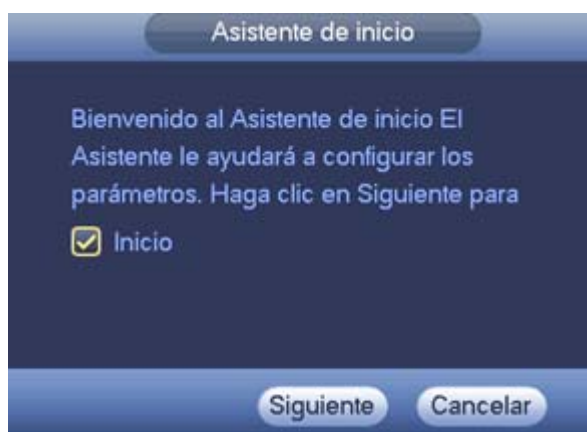 Asistente de inicio
Bienvenido al Asistente de inicio El
Asistente le ayudará a configurar los
parámetros. Haga clic en Siguiente para
Inicio
Siguiente Cancelar